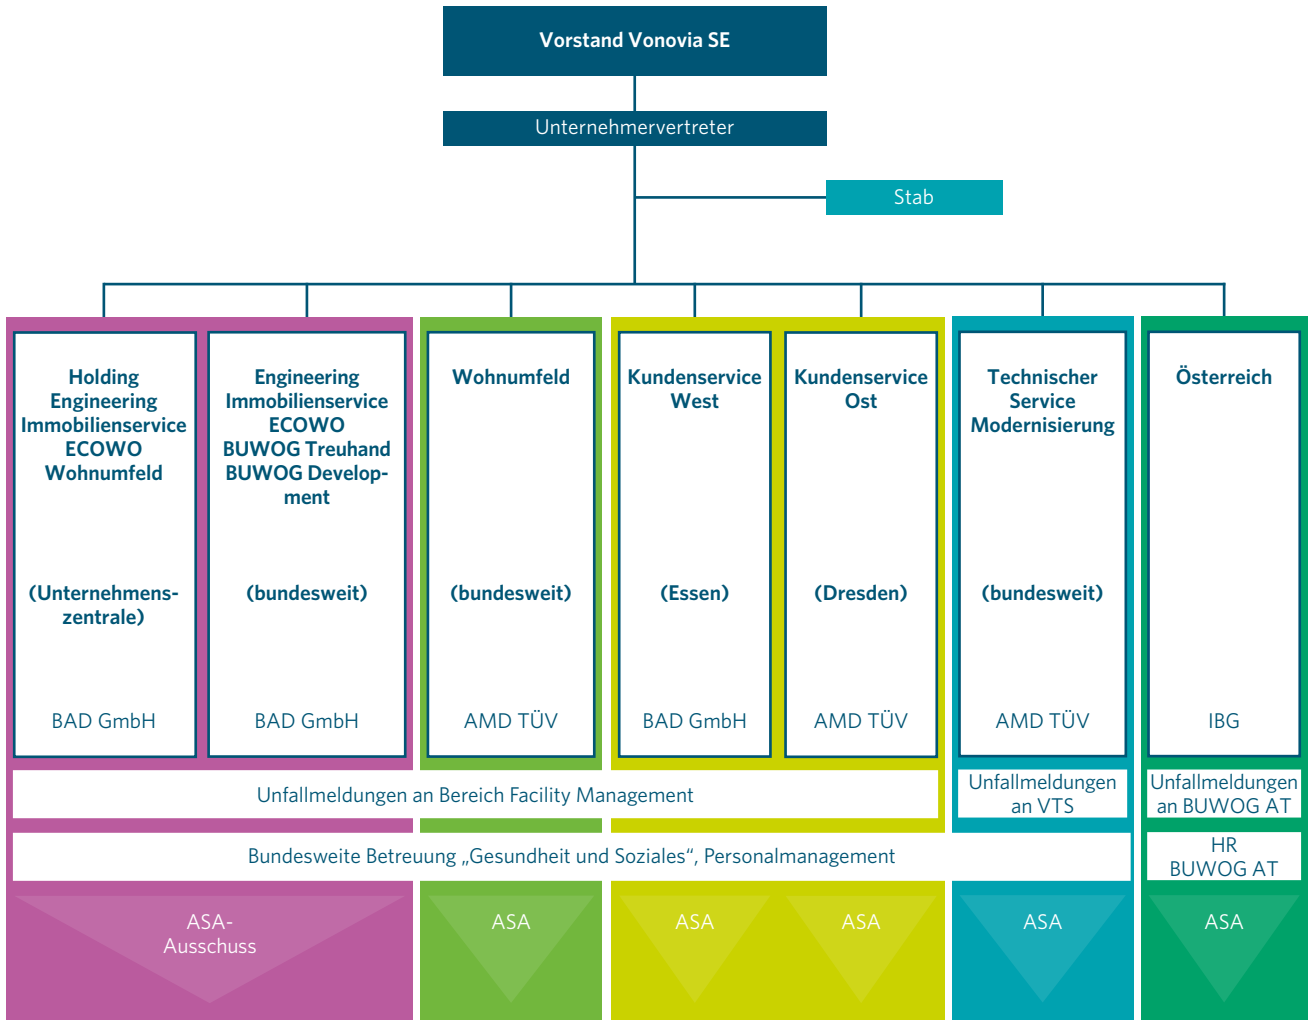 Vorstand Vonovia SE
Unternehmervertreter
Stab
Holding
Engineering
Immobilienservice
ECOWO
Wohnumfeld
(Unternehmens-
zentrale)
BAD GmbH
Engineering
Immobilienservice
ECOWO
BUWOG Treuhand
BUWOG Develop-
ment
(bundesweit)
BAD GmbH
Wohnumfeld
(bundesweit)
AMD TÜV
Kundenservice
West
(Essen)
BAD GmbH
Kundenservice
Ost
(Dresden)
AMD TÜV
Technischer
Service
Modernisierung
(bundesweit)
AMD TÜV
Österreich
IBG
Unfallmeldungen an Bereich Facility Management
Unfallmeldungen
an VTS
Unfallmeldungen
an BUWOG AT
Bundesweite Betreuung „Gesundheit und Soziales“, Personalmanagement
HR
BUWOG AT
ASA-
Ausschuss
ASA
ASA
ASA
ASA
ASA